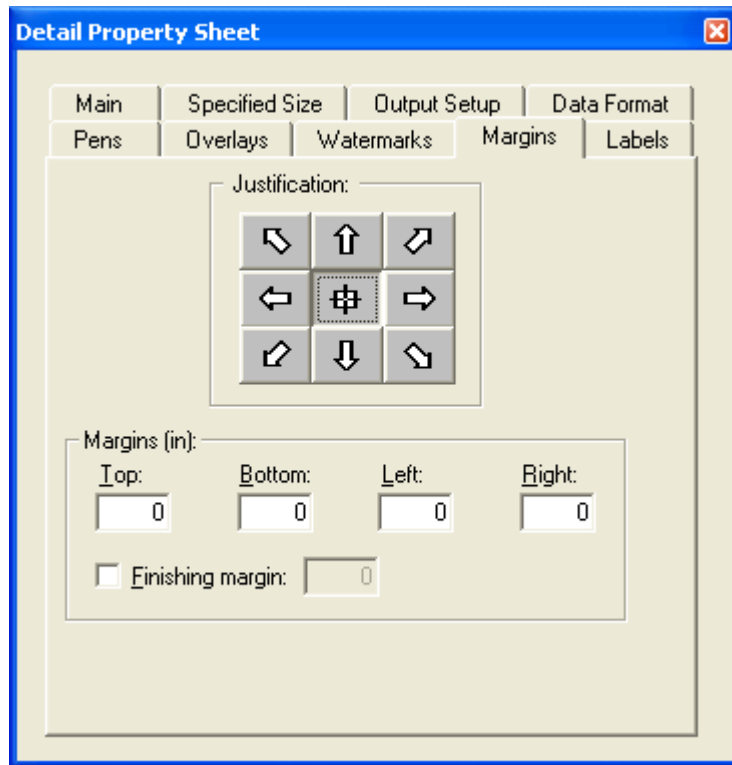 Detail Property Sheet
Main Specified Size Output Setup Data Format
Pens Overlays Watermarks Margins Labels
Justification:
Margins (in):
Top: Bottom: Left: Right:
0 0 0 0
Finishing margin: 0